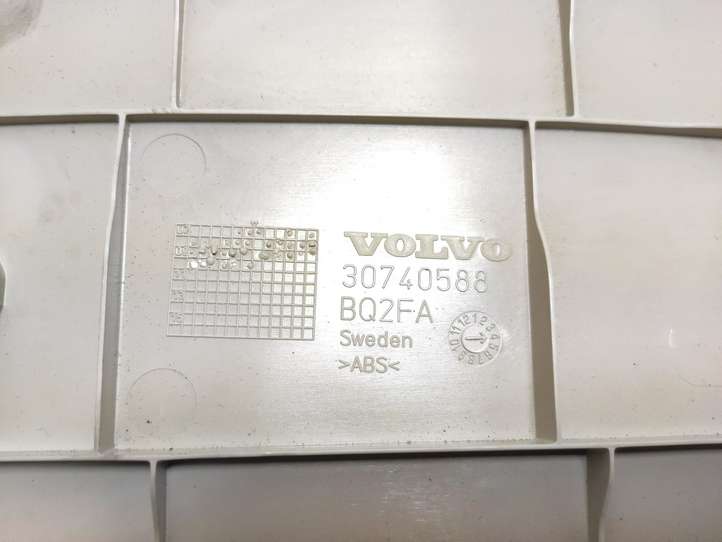 VOLVO
30740588
BQ2FA
Sweden
>ABS<